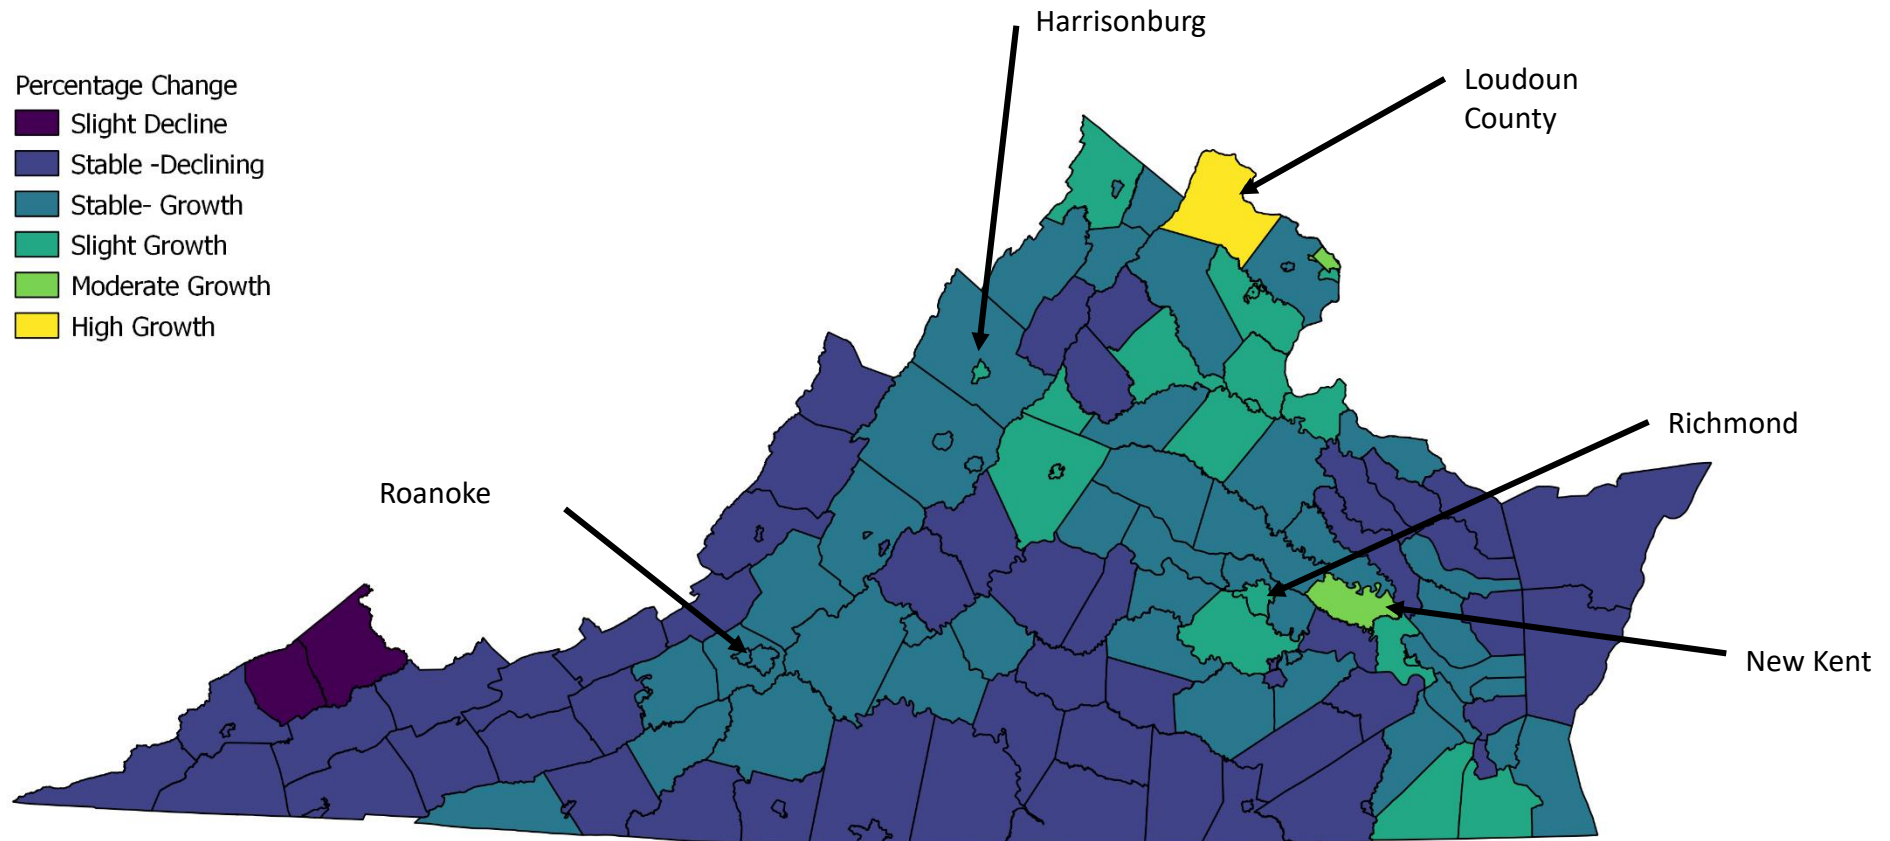 Harrisonburg
Loudoun
County
Percentage Change
Slight Decline
Stable -Declining
Stable- Growth
Slight Growth
Moderate Growth
High Growth
Richmond
Roanoke
New Kent